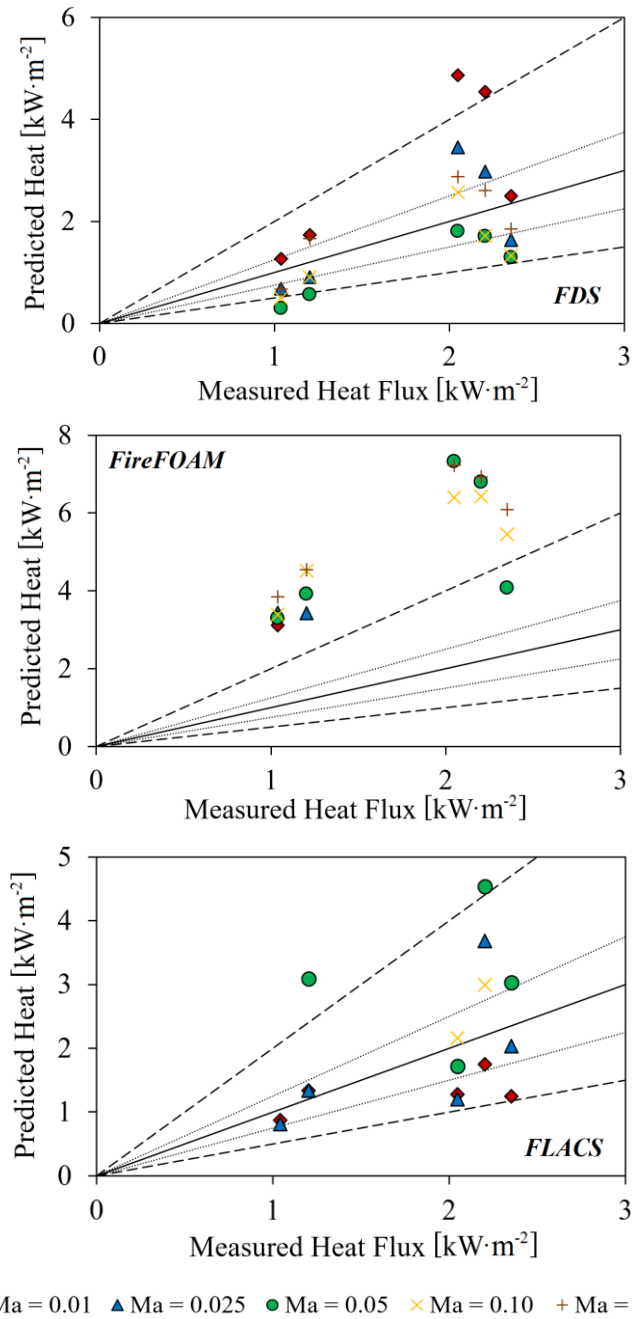 6
4
2
0
0
1
2
3
Predicted Heat [kW·m⁻²]
Measured Heat Flux [kW·m⁻²]
FDS
8
6
4
2
0
0
1
2
3
Predicted Heat [kW·m⁻²]
Measured Heat Flux [kW·m⁻²]
FireFOAM
5
4
3
2
1
0
0
1
2
3
Predicted Heat [kW·m⁻²]
Measured Heat Flux [kW·m⁻²]
FLACS
Ma = 0.01 Ma = 0.025 Ma = 0.05 Ma = 0.10 Ma =